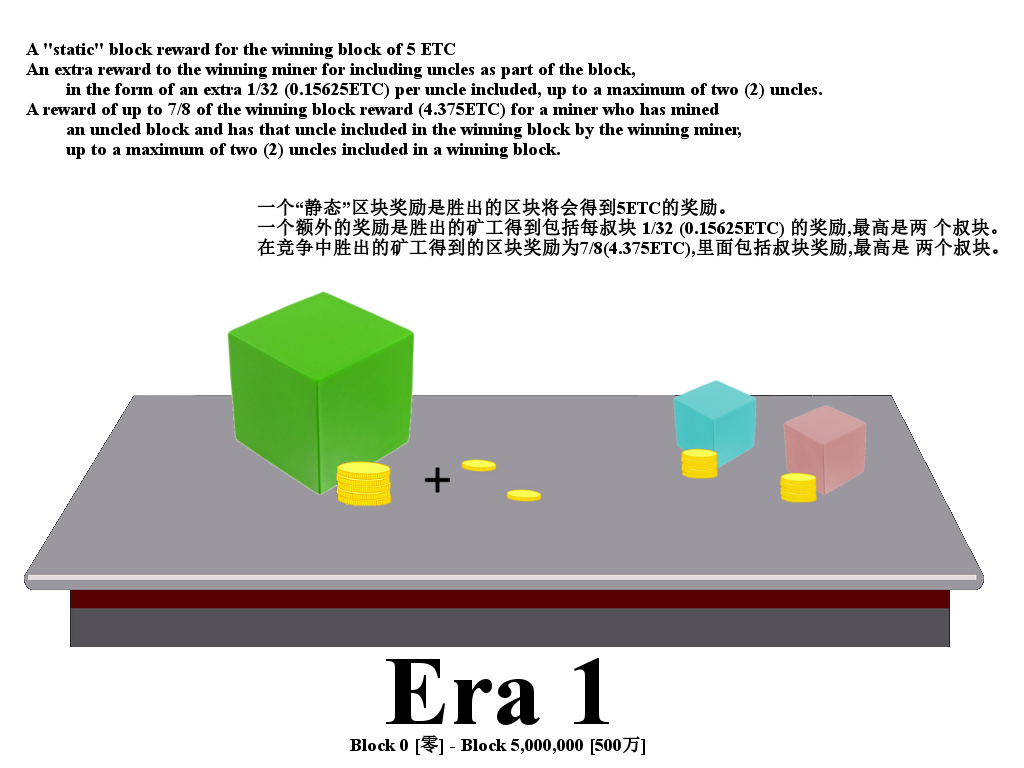 A "static" block reward for the winning block of 5 ETC
An extra reward to the winning miner for including uncles as part of the block,
in the form of an extra 1/32 (0.15625ETC) per uncle included, up to a maximum of two (2) uncles.
A reward of up to 7/8 of the winning block reward (4.375ETC) for a miner who has mined
an uncled block and has that uncle included in the winning block by the winning miner,
up to a maximum of two (2) uncles included in a winning block.
一个“静态”区块奖励是胜出的区块将会得到5ETC的奖励。
一个额外的奖励是胜出的矿工得到包括每叔块 1/32 (0.15625ETC) 的奖励,最高是两 个叔块。
在竞争中胜出的矿工得到的区块奖励为7/8(4.375ETC),里面包括叔块奖励,最高是 两个叔块。
+
Era 1
Block 0 [零] - Block 5,000,000 [500万]